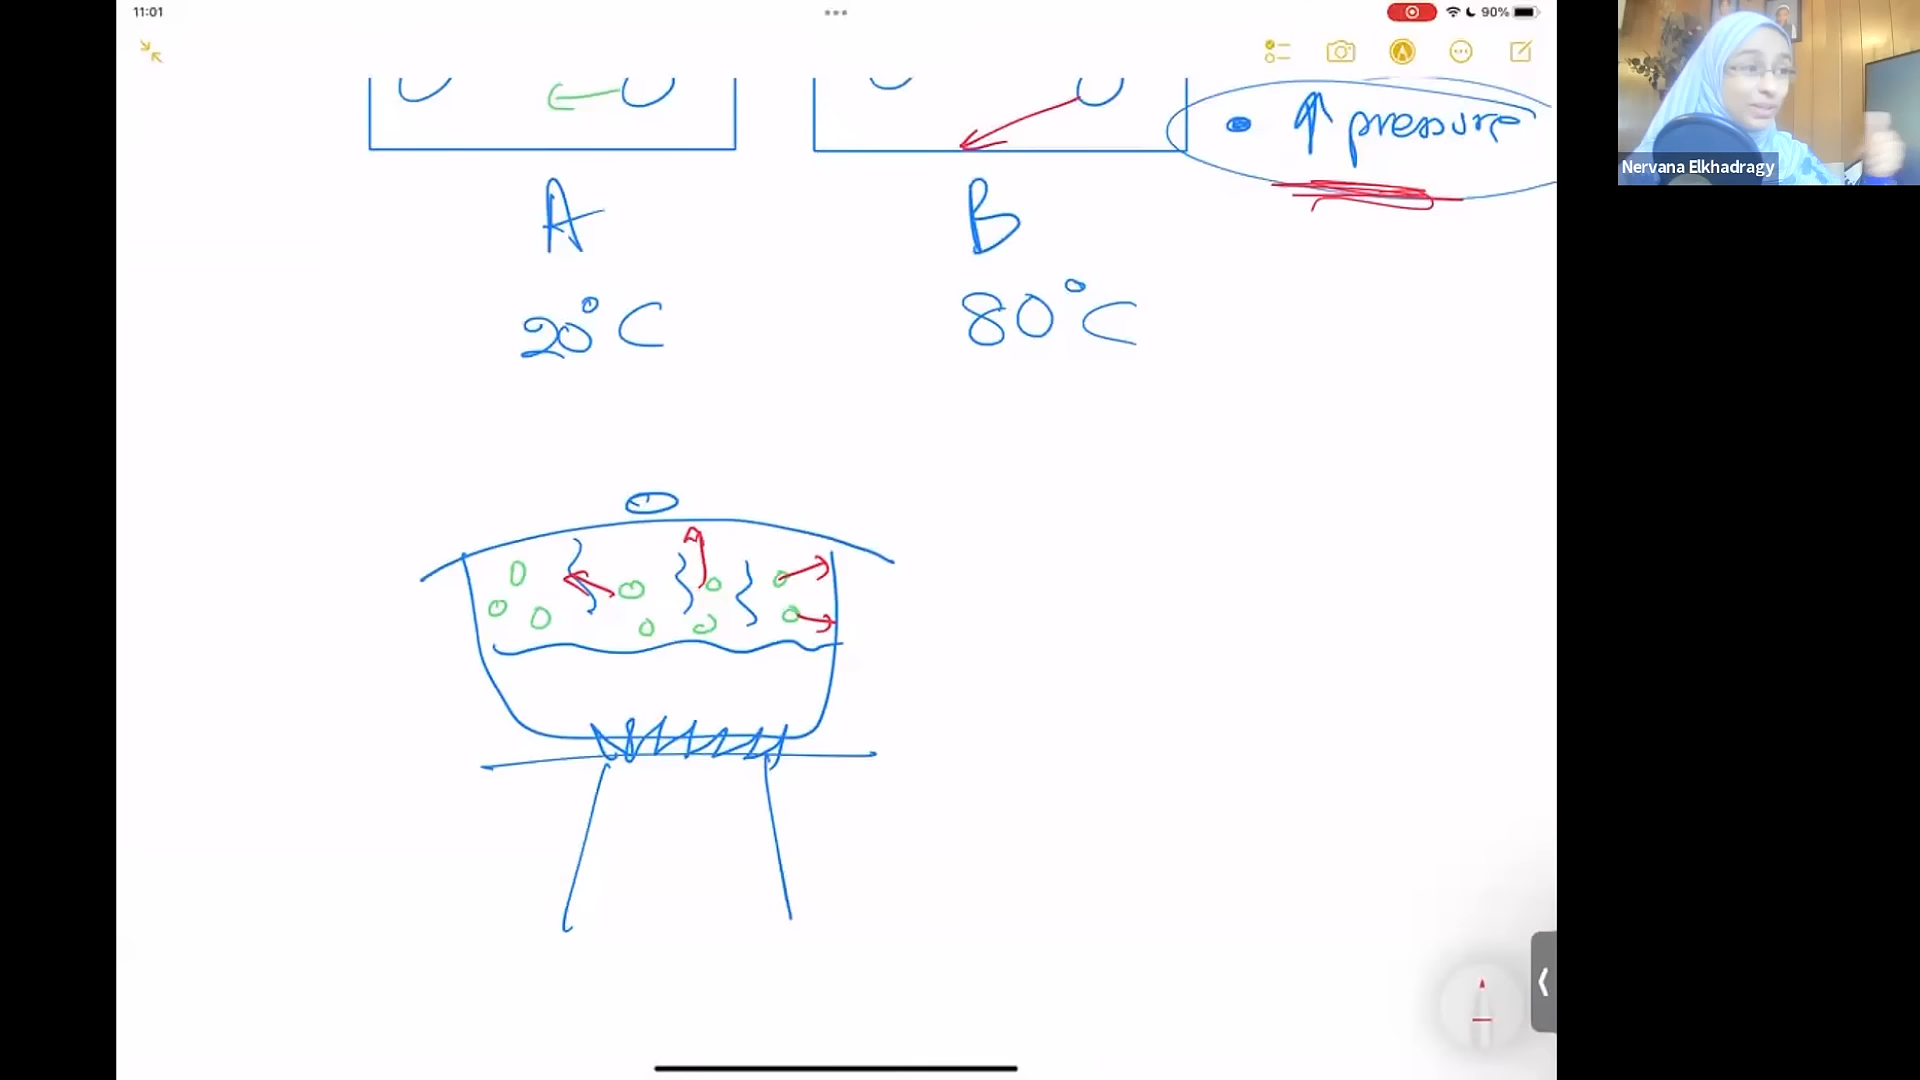 11:01
90%
Nervana Elkhadragy
• ↑ pressure
A
B
20°C
80°C